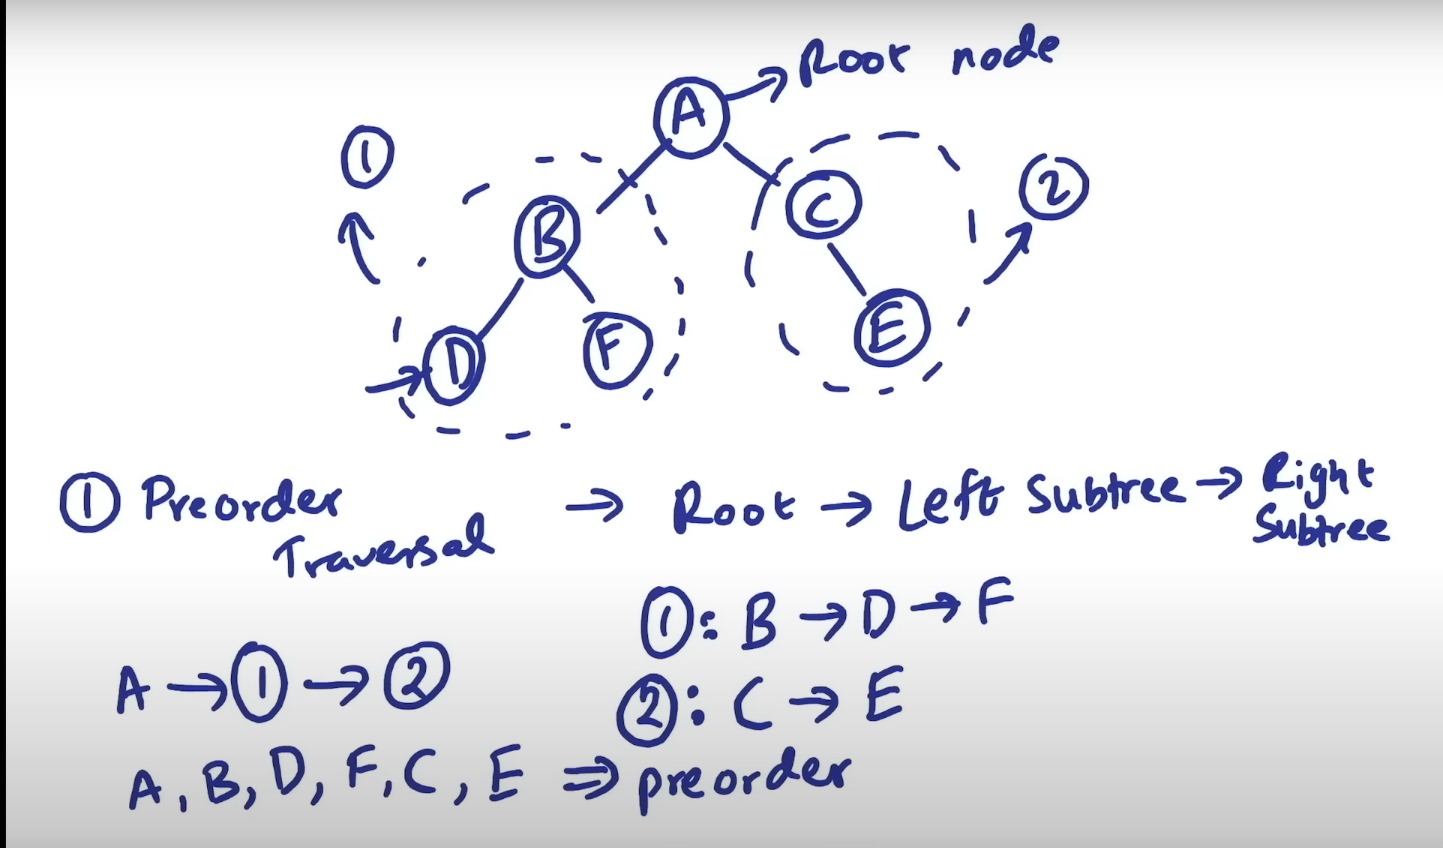 A → Root node
①
②
B
C
D
F
E
① Preorder Traversal → Root → Left Subtree → Right Subtree
①: B → D → F
②: C → E
A → ① → ②
A, B, D, F, C, E ⇒ preorder